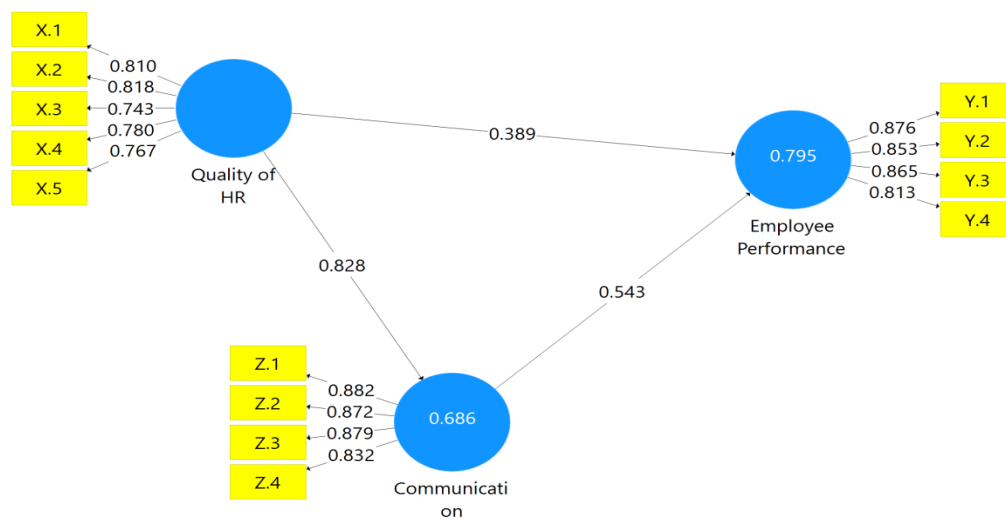 X.1
X.2
X.3
X.4
X.5
0.810
0.818
0.743
0.780
0.767
Quality of
HR
0.389
0.828
0.795
Employee
Performance
0.876
0.853
0.865
0.813
Y.1
Y.2
Y.3
Y.4
0.543
Z.1
Z.2
Z.3
Z.4
0.882
0.872
0.879
0.832
0.686
Communicati
on